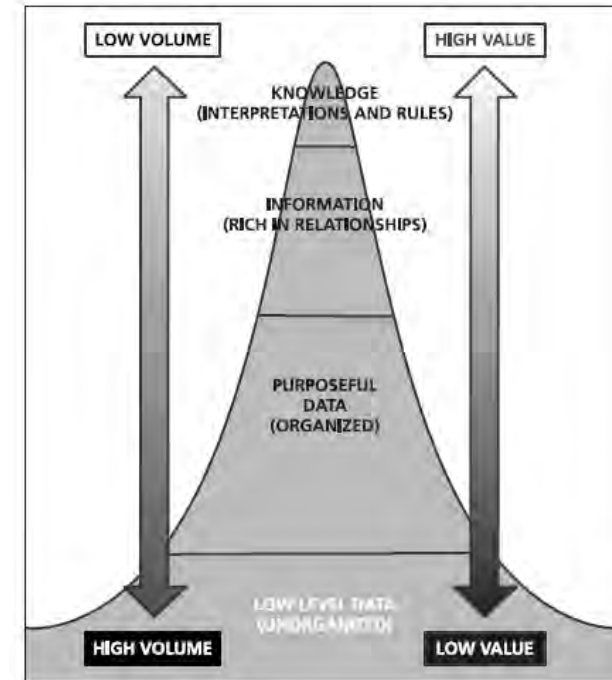 LOW VOLUME
HIGH VALUE
KNOWLEDGE
(INTERPRETATIONS AND RULES)
INFORMATION
(RICH IN RELATIONSHIPS)
PURPOSEFUL
DATA
(ORGANIZED)
LOW LEVEL DATA
(UNORGANIZED)
HIGH VOLUME
LOW VALUE